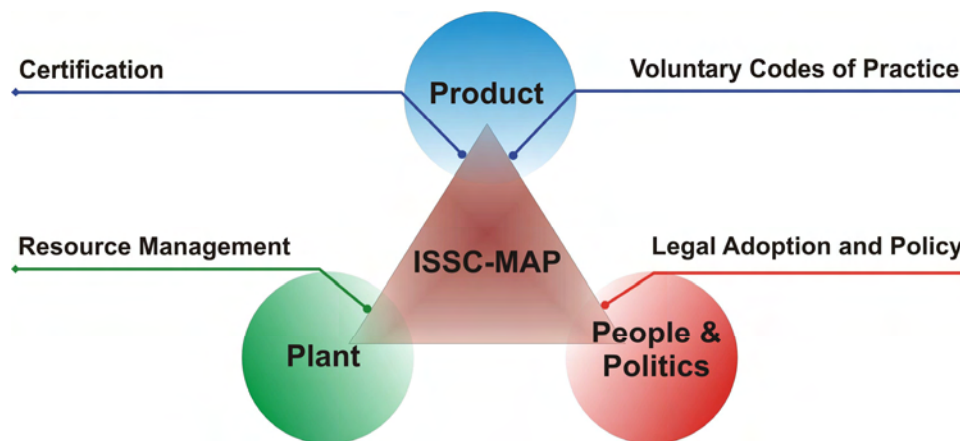 Certification
Voluntary Codes of Practice
Product
Resource Management
ISSC-MAP
Legal Adoption and Policy
Plant
People &
Politics